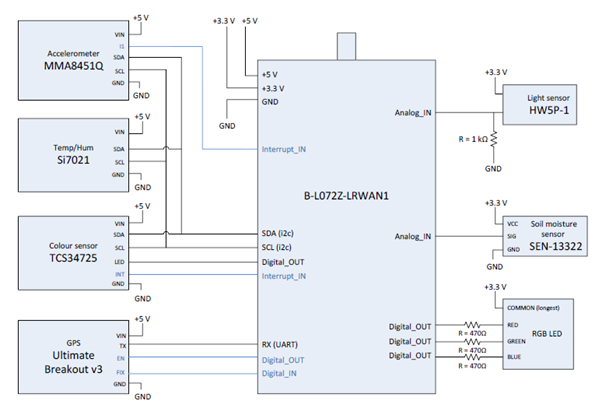 +5 V
VIN
I1
Accelerometer
MMA8451Q
SDA
SCL
GND
GND
+5 V
VIN
Temp/Hum
Si7021
SDA
SCL
GND
GND
+5 V
VIN
SDA
Colour sensor
TCS34725
SCL
LED
INT
GND
GND
+5 V
VIN
TX
GPS
Ultimate
Breakout v3
EN
FIX
GND
GND
+3.3 V
+5 V
+5 V
+3.3 V
GND
GND
Interrupt_IN
B-L072Z-LRWAN1
SDA (i2c)
SCL (i2c)
Digital_OUT
Interrupt_IN
RX (UART)
Digital_OUT
Digital_IN
Analog_IN
Analog_IN
Digital_OUT
Digital_OUT
Digital_OUT
+3.3 V
Light sensor
HW5P-1
R = 1 kΩ
GND
+3.3 V
VCC
SIG
GND
Soil moisture
sensor
SEN-13322
GND
+3.3 V
COMMON (longest)
RED
R = 470Ω
GREEN
RGB LED
R = 470Ω
BLUE
R = 470Ω